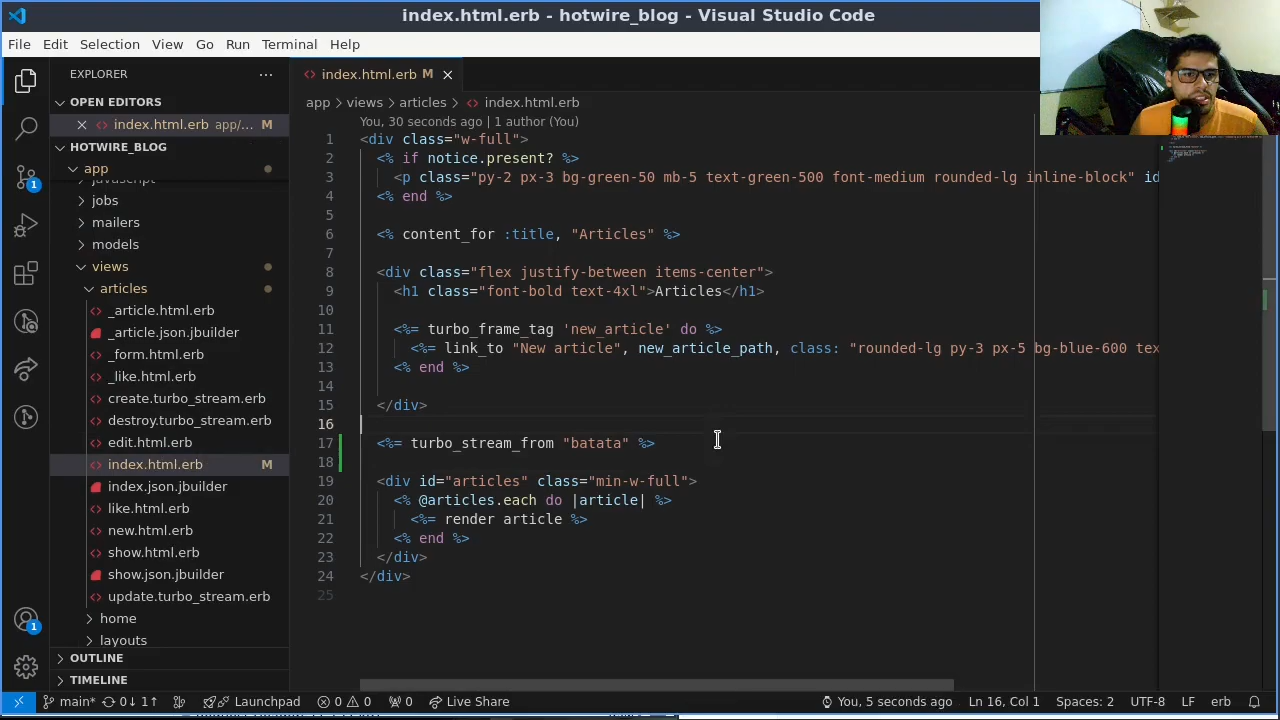 index.html.erb - hotwire_blog - Visual Studio Code
File Edit Selection View Go Run Terminal Help
EXPLORER
OPEN EDITORS
index.html.erb app/... M
HOTWIRE_BLOG
app
javascript
jobs
mailers
models
views
articles
_article.html.erb
_article.json.jbuilder
_form.html.erb
_like.html.erb
create.turbo_stream.erb
destroy.turbo_stream.erb
edit.html.erb
index.html.erb M
index.json.jbuilder
like.html.erb
new.html.erb
show.html.erb
show.json.jbuilder
update.turbo_stream.erb
home
layouts
OUTLINE
TIMELINE
1
1
index.html.erb M
app > views > articles > index.html.erb
You, 30 seconds ago | 1 author (You)
1 <div class="w-full">
2 <% if notice.present? %>
3 <p class="py-2 px-3 bg-green-50 mb-5 text-green-500 font-medium rounded-lg inline-block" id
4 <% end %>
5
6 <% content_for :title, "Articles" %>
7
8 <div class="flex justify-between items-center">
9 <h1 class="font-bold text-4xl">Articles</h1>
10
11 <%= turbo_frame_tag 'new_article' do %>
12 <%= link_to "New article", new_article_path, class: "rounded-lg py-3 px-5 bg-blue-600 tex
13 <% end %>
14
15 </div>
16
17 <%= turbo_stream_from "batata" %>
18
19 <div id="articles" class="min-w-full">
20 <% @articles.each do |article| %>
21 <%= render article %>
22 <% end %>
23 </div>
24 </div>
25
main* 0↓ 1↑ Launchpad 0 0 0 Live Share You, 5 seconds ago Ln 16, Col 1 Spaces: 2 UTF-8 LF erb